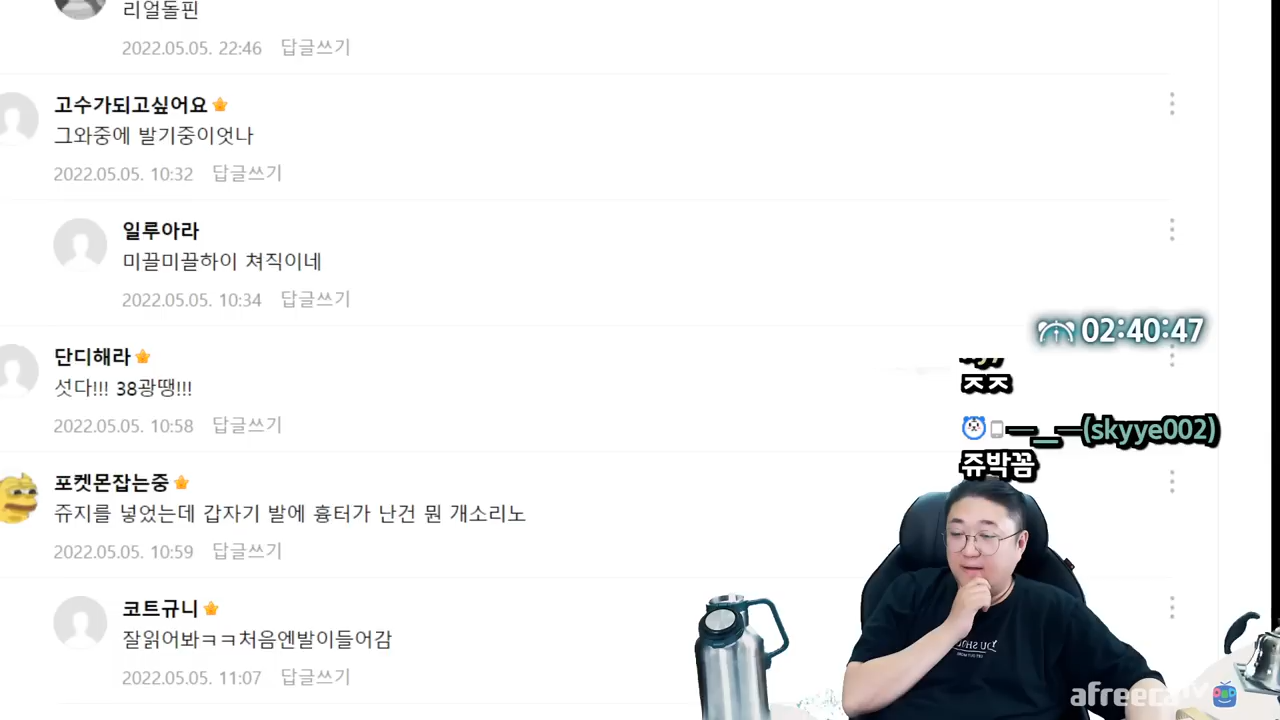 리얼돌핀
2022.05.05. 22:46 답글쓰기
고수가되고싶어요
그와중에 발기중이엇나
2022.05.05. 10:32 답글쓰기
일루아라
미끌미끌하이 쳐직이네
2022.05.05. 10:34 답글쓰기
단디해라
섯다!!! 38광땡!!!
2022.05.05. 10:58 답글쓰기
포켓몬잡는중
쥬지를 넣었는데 갑자기 발에 흉터가 난건 뭔 개소리노
2022.05.05. 10:59 답글쓰기
코트규니
잘읽어봐ㅋㅋ처음엔발이들어감
2022.05.05. 11:07 답글쓰기
02:40:47
ㅈㅈ
ㅡ__ㅡ(skyye002)
쥬박꼼
afreecaTV